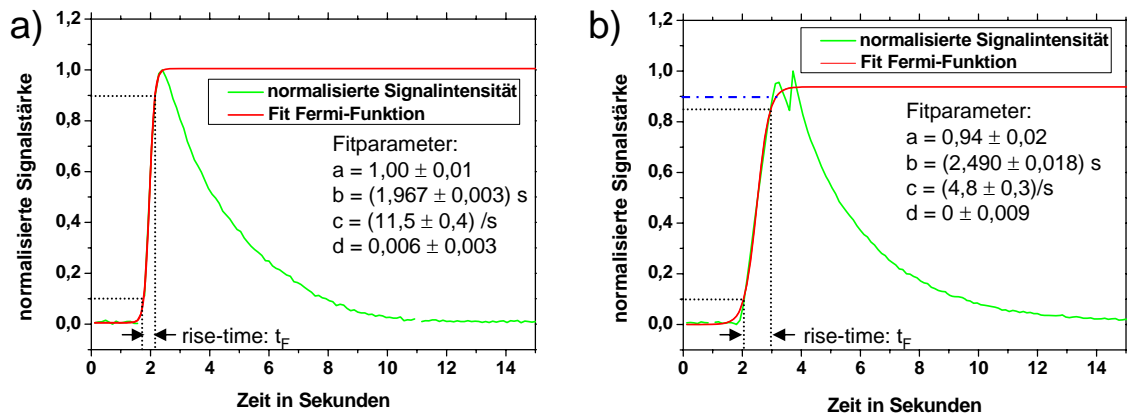 a)
normalisierte Signalstärke
1,2
1,0
0,8
0,6
0,4
0,2
0,0
normalisierte Signalintensität
Fit Fermi-Funktion
Fitparameter:
a = 1,00 ± 0,01
b = (1,967 ± 0,003) s
c = (11,5 ± 0,4) /s
d = 0,006 ± 0,003
rise-time: tF
0 2 4 6 8 10 12 14
Zeit in Sekunden
b)
normalisierte Signalstärke
1,2
1,0
0,8
0,6
0,4
0,2
0,0
normalisierte Signalintensität
Fit Fermi-Funktion
Fitparameter:
a = 0,94 ± 0,02
b = (2,490 ± 0,018) s
c = (4,8 ± 0,3)/s
d = 0 ± 0,009
rise-time: tF
0 2 4 6 8 10 12 14
Zeit in Sekunden